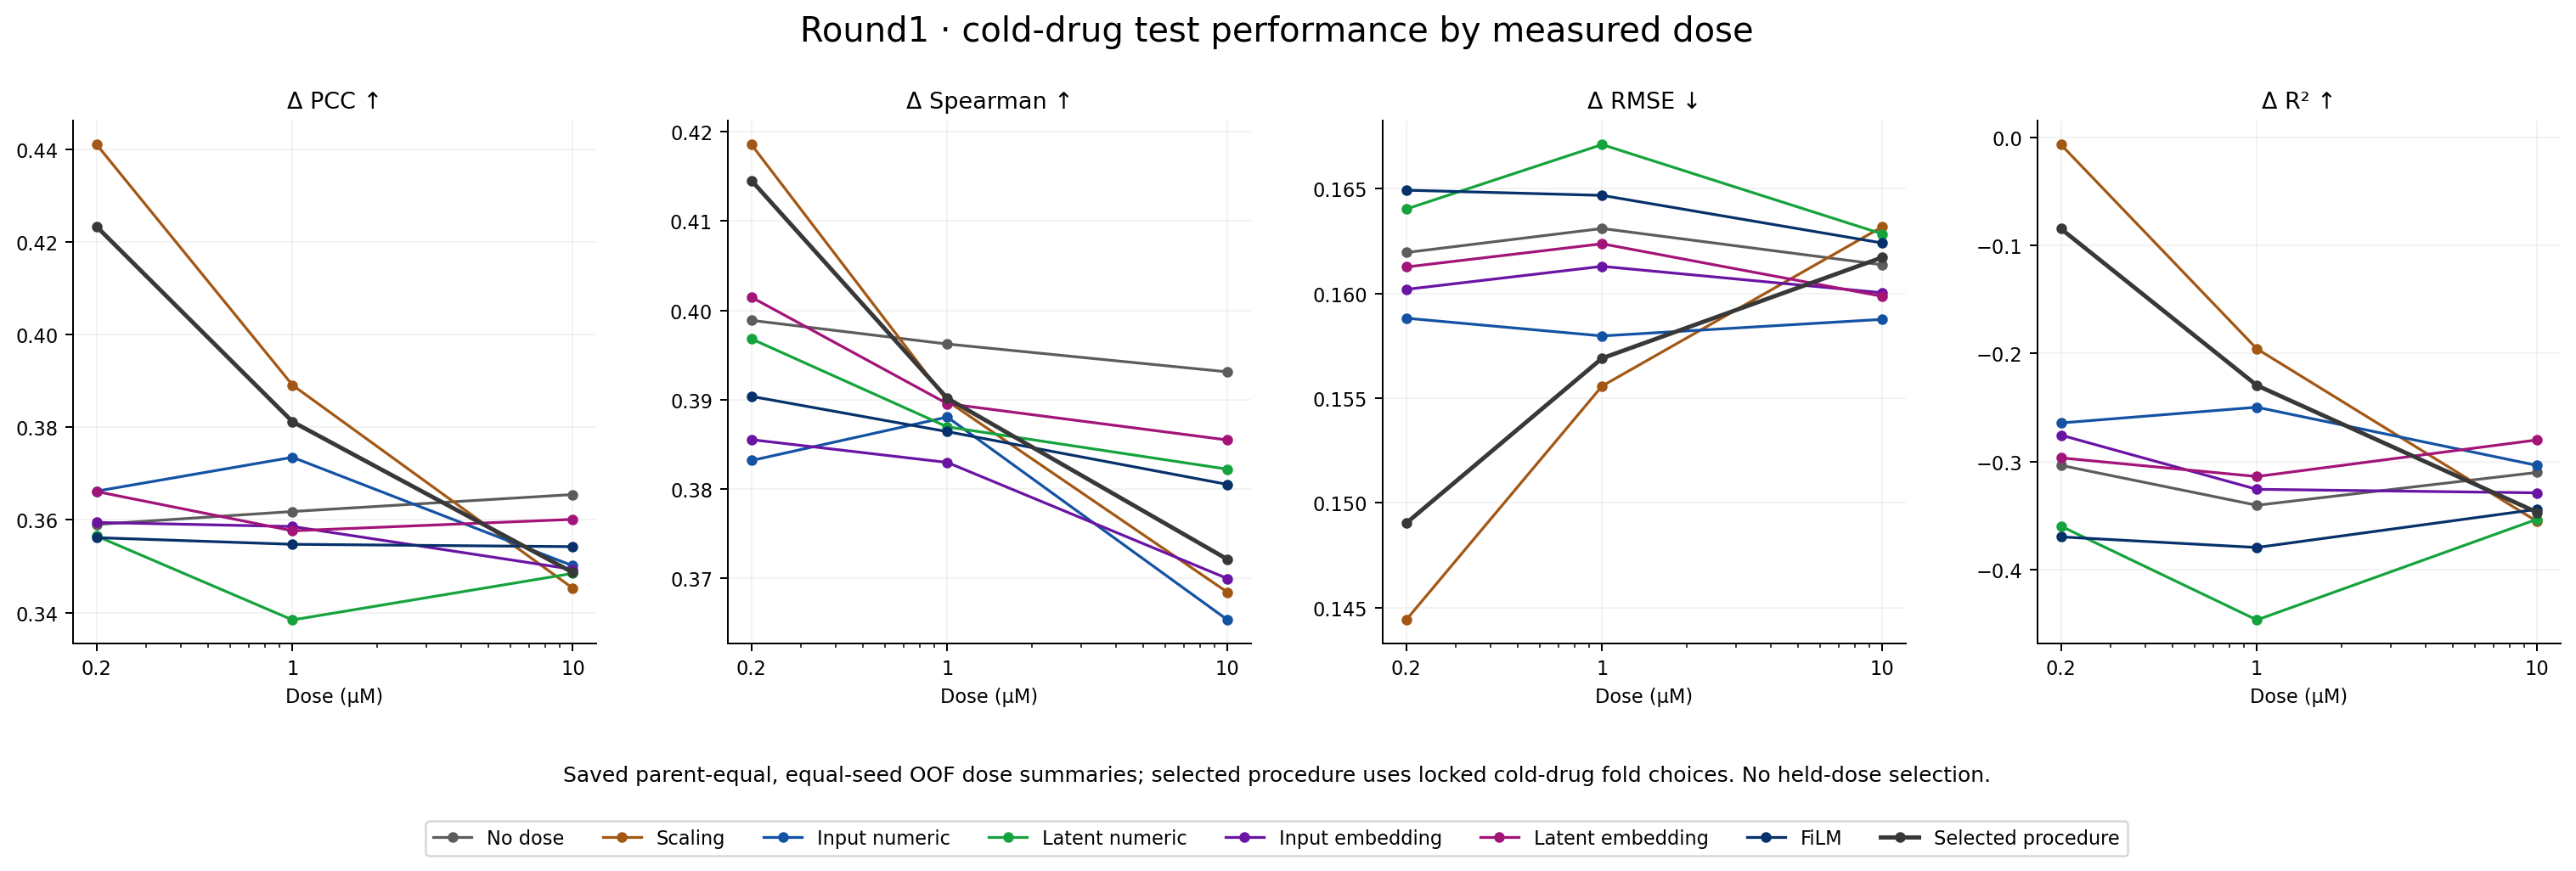 Round1 · cold-drug test performance by measured dose
Δ PCC ↑
0.44
0.42
0.40
0.38
0.36
0.34
0.2
1
10
Dose (μM)
Δ Spearman ↑
0.42
0.41
0.40
0.39
0.38
0.37
0.2
1
10
Dose (μM)
Δ RMSE ↓
0.165
0.160
0.155
0.150
0.145
0.2
1
10
Dose (μM)
Δ R² ↑
0.0
−0.1
−0.2
−0.3
−0.4
0.2
1
10
Dose (μM)
Saved parent-equal, equal-seed OOF dose summaries; selected procedure uses locked cold-drug fold choices. No held-dose selection.
No dose
Scaling
Input numeric
Latent numeric
Input embedding
Latent embedding
FiLM
Selected procedure